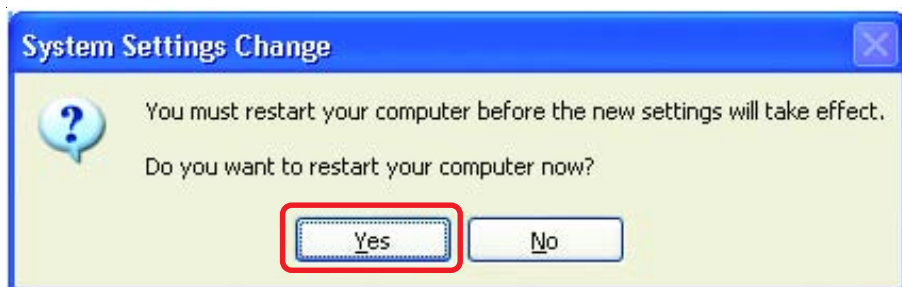 System Settings Change
?
You must restart your computer before the new settings will take effect.
Do you want to restart your computer now?
Yes
No